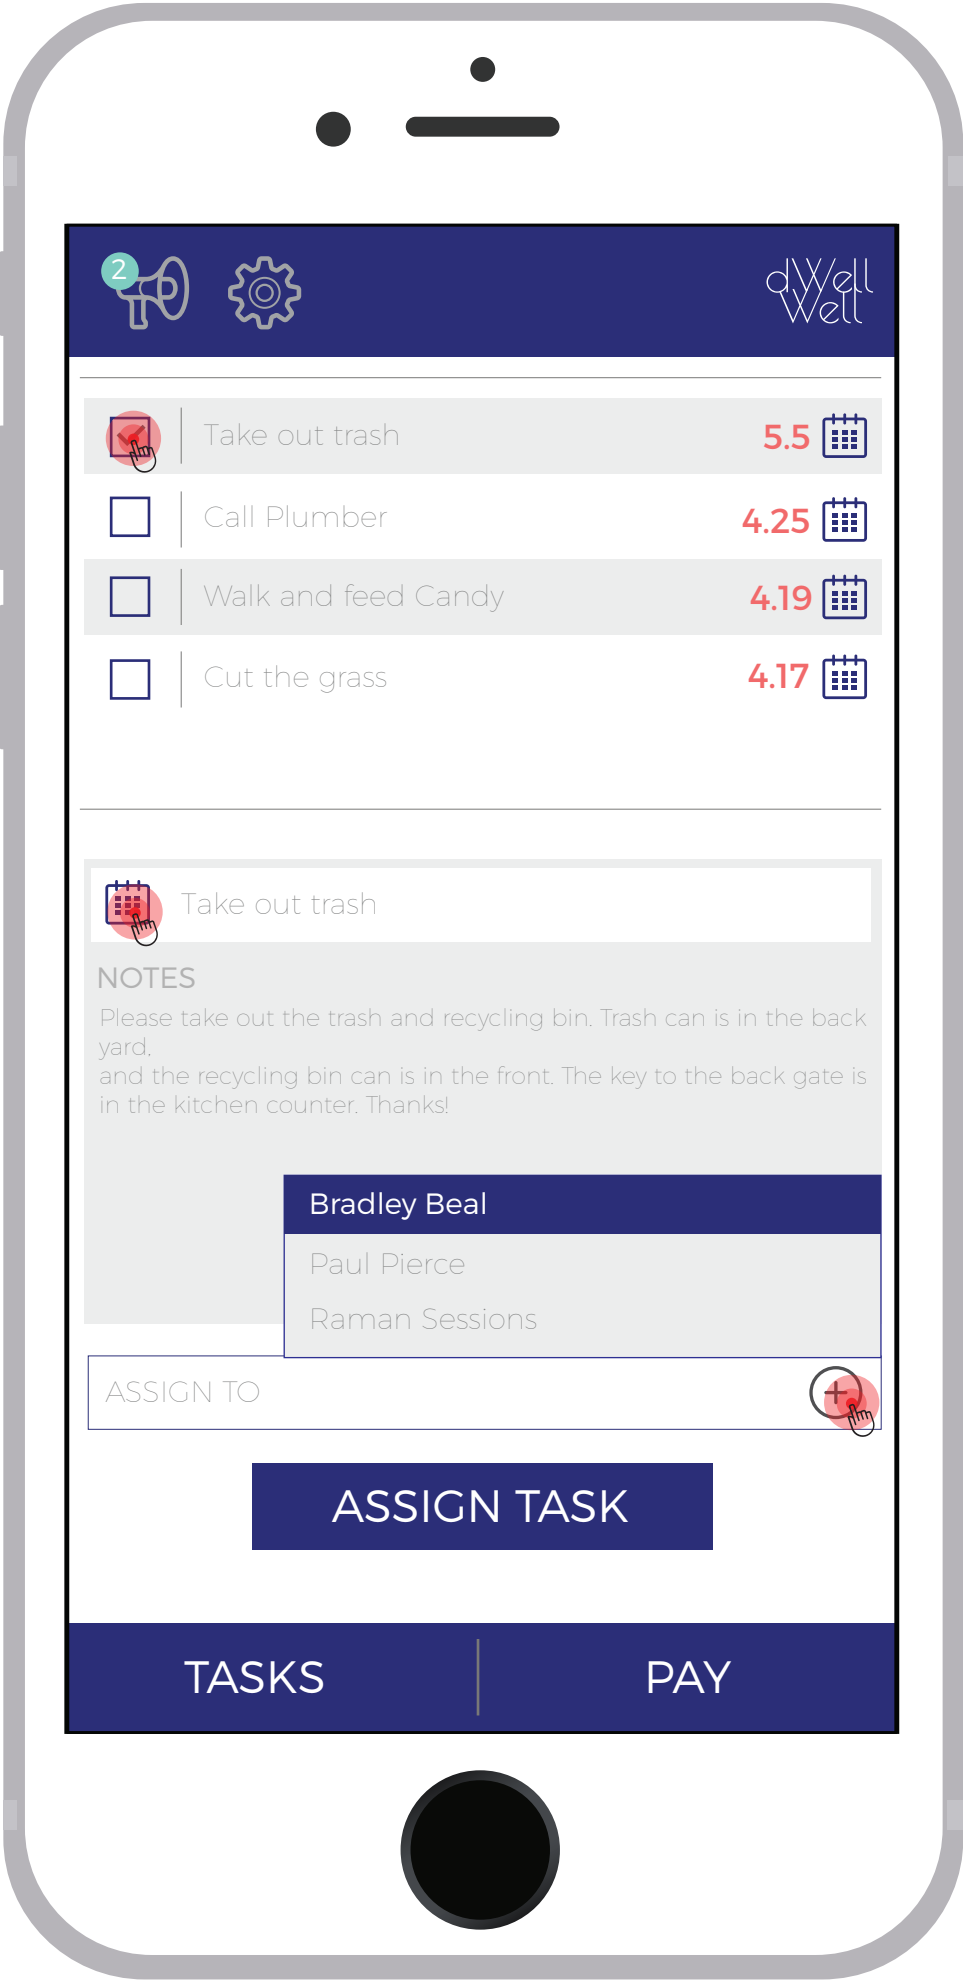 2
dWell
Well
Take out trash 5.5
Call Plumber 4.25
Walk and feed Candy 4.19
Cut the grass 4.17
Take out trash
NOTES
Please take out the trash and recycling bin. Trash can is in the back
yard,
and the recycling bin can is in the front. The key to the back gate is
in the kitchen counter. Thanks!
Bradley Beal
Paul Pierce
Raman Sessions
ASSIGN TO
ASSIGN TASK
TASKS PAY